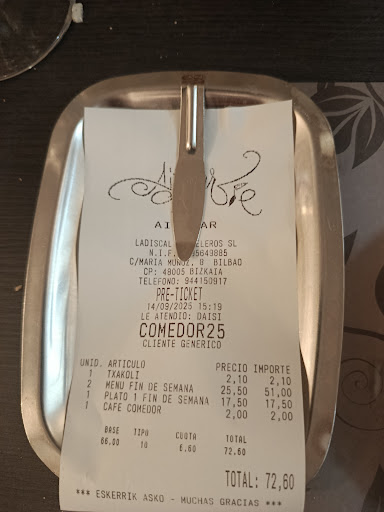 LADISCAL
SL
N.I.F.
C/MARIA MUÑOZ, 8 BILBAO
CP: 48005 BIZKAIA
TELEFONO: 944150917
PRE-TICKET
14/09/2025 15:19
LE ATENDIO: DAISI
COMEDOR25
CLIENTE GENERICO
UNID. ARTICULO PRECIO IMPORTE
1 TXAKOLI 2,10 2,10
2 MENU FIN DE SEMANA 25,50 51,00
1 PLATO 1 FIN DE SEMANA 17,50 17,50
1 CAFE COMEDOR 2,00 2,00
BASE TIPO CUOTA TOTAL
66.00 10 6.60 72.60
TOTAL: 72,60
*** ESKERRIK ASKO - MUCHAS GRACIAS ***